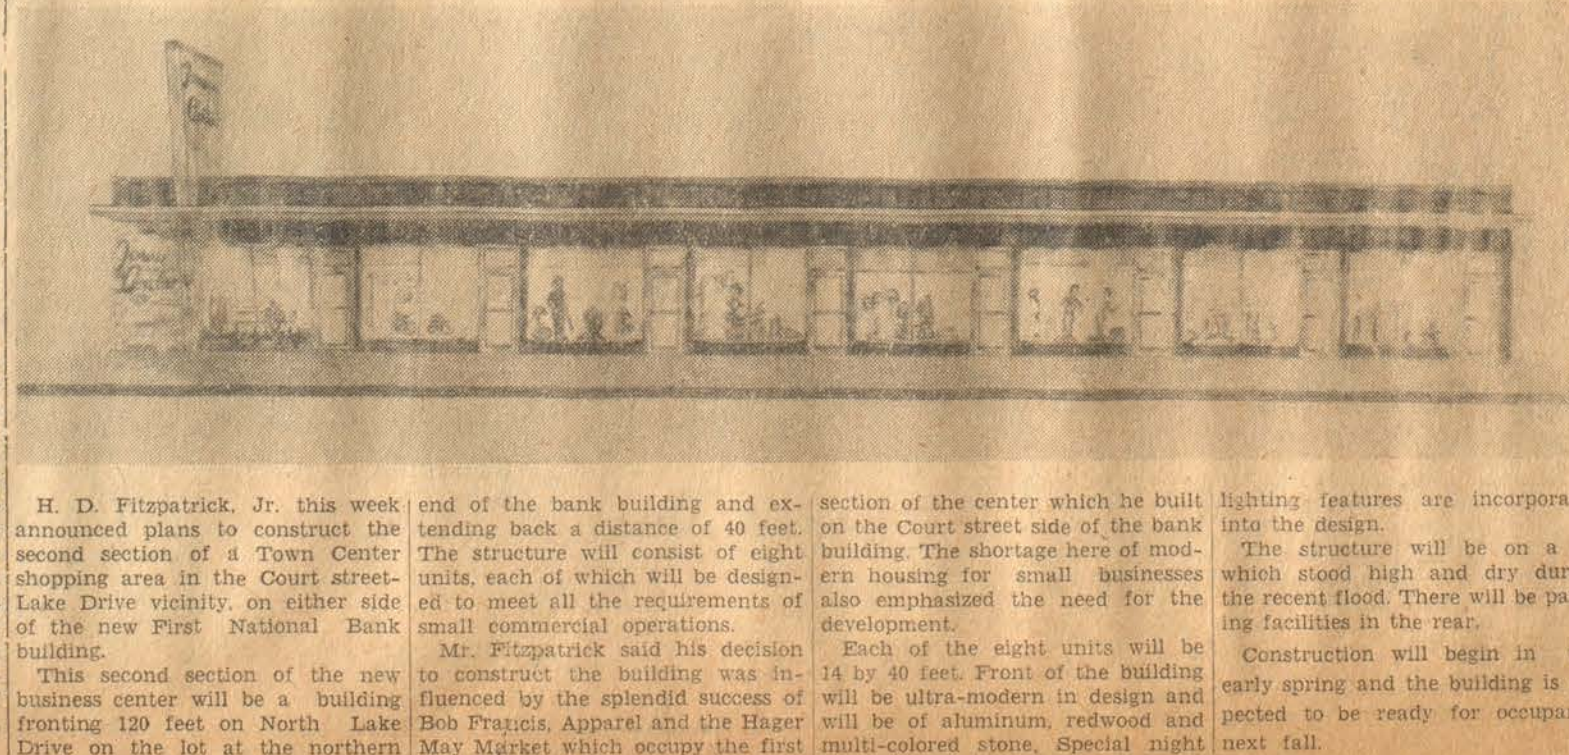 Town
Center
H. D. Fitzpatrick, Jr. this week
announced plans to construct the
second section of a Town Center
shopping area in the Court street-
Lake Drive vicinity, on either side
of the new First National Bank
building.
This second section of the new
business center will be a building
fronting 120 feet on North Lake
Drive on the lot at the northern
end of the bank building and ex-
tending back a distance of 40 feet.
The structure will consist of eight
units, each of which will be design-
ed to meet all the requirements of
small commercial operations.
Mr. Fitzpatrick said his decision
to construct the building was in-
fluenced by the splendid success of
Bob Francis, Apparel and the Hager
May Market which occupy the first
section of the center which he built
on the Court street side of the bank
building. The shortage here of mod-
ern housing for small businesses
also emphasized the need for the
development.
Each of the eight units will be
14 by 40 feet. Front of the building
will be ultra-modern in design and
will be of aluminum, redwood and
multi-colored stone. Special night
lighting features are incorpora
into the design.
The structure will be on a
which stood high and dry dur
the recent flood. There will be pa
ing facilities in the rear.
Construction will begin in
early spring and the building is
pected to be ready for occupa
next fall.